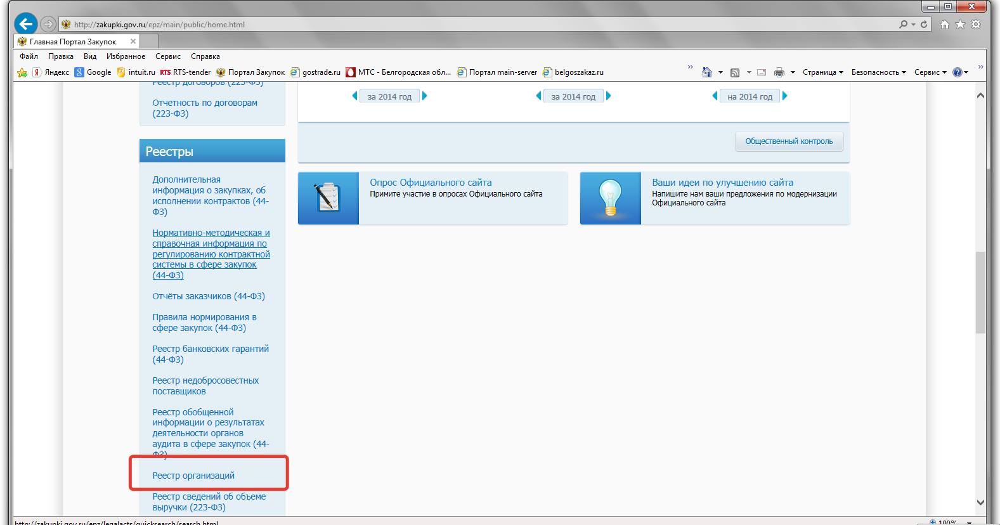 http://zakupki.gov.ru/epz/main/public/home.html
Главная Портал Закупок
Файл Правка Вид Избранное Сервис Справка
Яндекс Google intuit.ru RTS RTS-tender Портал Закупок gostrade.ru МТС - Белгородская обл... Портал main-server belgoszakaz.ru » Страница Безопасность Сервис »
Реестр договоров (223-ФЗ)
Отчетность по договорам
(223-ФЗ)
за 2014 год за 2014 год на 2014 год
Общественный контроль
Реестры
Дополнительная
информация о закупках, об
исполнении контрактов (44-
ФЗ)
Нормативно-методическая и
справочная информация по
регулированию контрактной
системы в сфере закупок
(44-ФЗ)
Отчёты заказчиков (44-ФЗ)
Правила нормирования в
сфере закупок (44-ФЗ)
Реестр банковских гарантий
(44-ФЗ)
Реестр недобросовестных
поставщиков
Реестр обобщенной
информации о результатах
деятельности органов
аудита в сфере закупок (44-
ФЗ)
Реестр организаций
Реестр сведений об объеме
выручки (223-ФЗ)
Опрос Официального сайта
Примите участие в опросах Официального сайта
Ваши идеи по улучшению сайта
Напишите нам ваши предложения по модернизации
Официального сайта
http://zakupki.gov.ru/epz/legalacts/quicksearch/search.html
100%